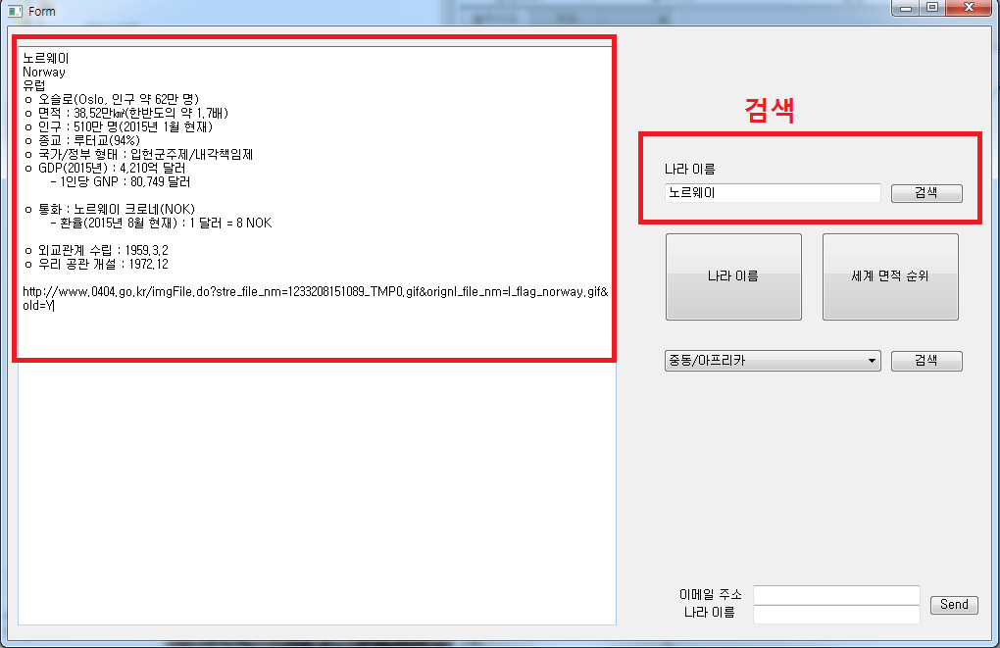 Form
노르웨이
Norway
유럽
ㅇ 오슬로(Oslo, 인구 약 62만 명)
ㅇ 면적 : 38.52만㎢(한반도의 약 1.7배)
ㅇ 인구 : 510만 명(2015년 1월 현재)
ㅇ 종교 : 루터교(94%)
ㅇ 국가/정부 형태 : 입헌군주제/내각책임제
ㅇ GDP(2015년) : 4,210억 달러
- 1인당 GNP : 80,749 달러
ㅇ 통화 : 노르웨이 크로네(NOK)
- 환율(2015년 8월 현재) : 1 달러 = 8 NOK
ㅇ 외교관계 수립 : 1959.3.2
ㅇ 우리 공관 개설 : 1972.12
http://www.0404.go.kr/imgFile.do?stre_file_nm=1233208151089_TMP0.gif&orignl_file_nm=l_flag_norway.gif&
old=Y
검색
나라 이름
노르웨이 검색
나라 이름 세계 면적 순위
중동/아프리카 검색
이메일 주소
나라 이름
Send